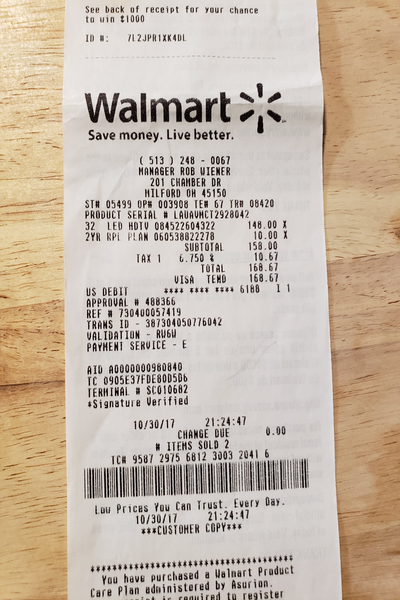 See back of receipt for your chance
to win $1000
ID #: 7L2JPR1XK4DL
Walmart
Save money. Live better.
( 513 ) 248 - 0067
MANAGER ROB WIENER
201 CHAMBER DR
MILFORD OH 45150
ST# 05499 OP# 003908 TE# 67 TR# 08420
PRODUCT SERIAL # LAUAVMCT2928042
32 LED HDTV 084522604322 148.00 X
2YR RPL PLAN 060538822278 10.00 X
SUBTOTAL 158.00
TAX 1 6.750 % 10.67
TOTAL 168.67
VISA TEND 168.67
US DEBIT **** **** **** 6188 I 1
APPROVAL # 488366
REF # 730400057419
TRANS ID - 387304050776042
VALIDATION - RW6W
PAYMENT SERVICE - E
AID A0000000980840
TC 0905E37FDE80D5D6
TERMINAL # SC010682
*Signature Verified
10/30/17 21:24:47
CHANGE DUE 0.00
# ITEMS SOLD 2
TC# 9587 2975 6812 3003 2041 6
Low Prices You Can Trust. Every Day.
10/30/17 21:24:47
***CUSTOMER COPY***
You have purchased a Walmart Product
Care Plan administered by Asurion.
is required to register